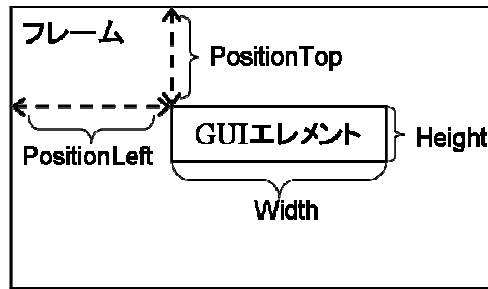 フレーム
PositionTop
GUIエレメント
Height
PositionLeft
Width